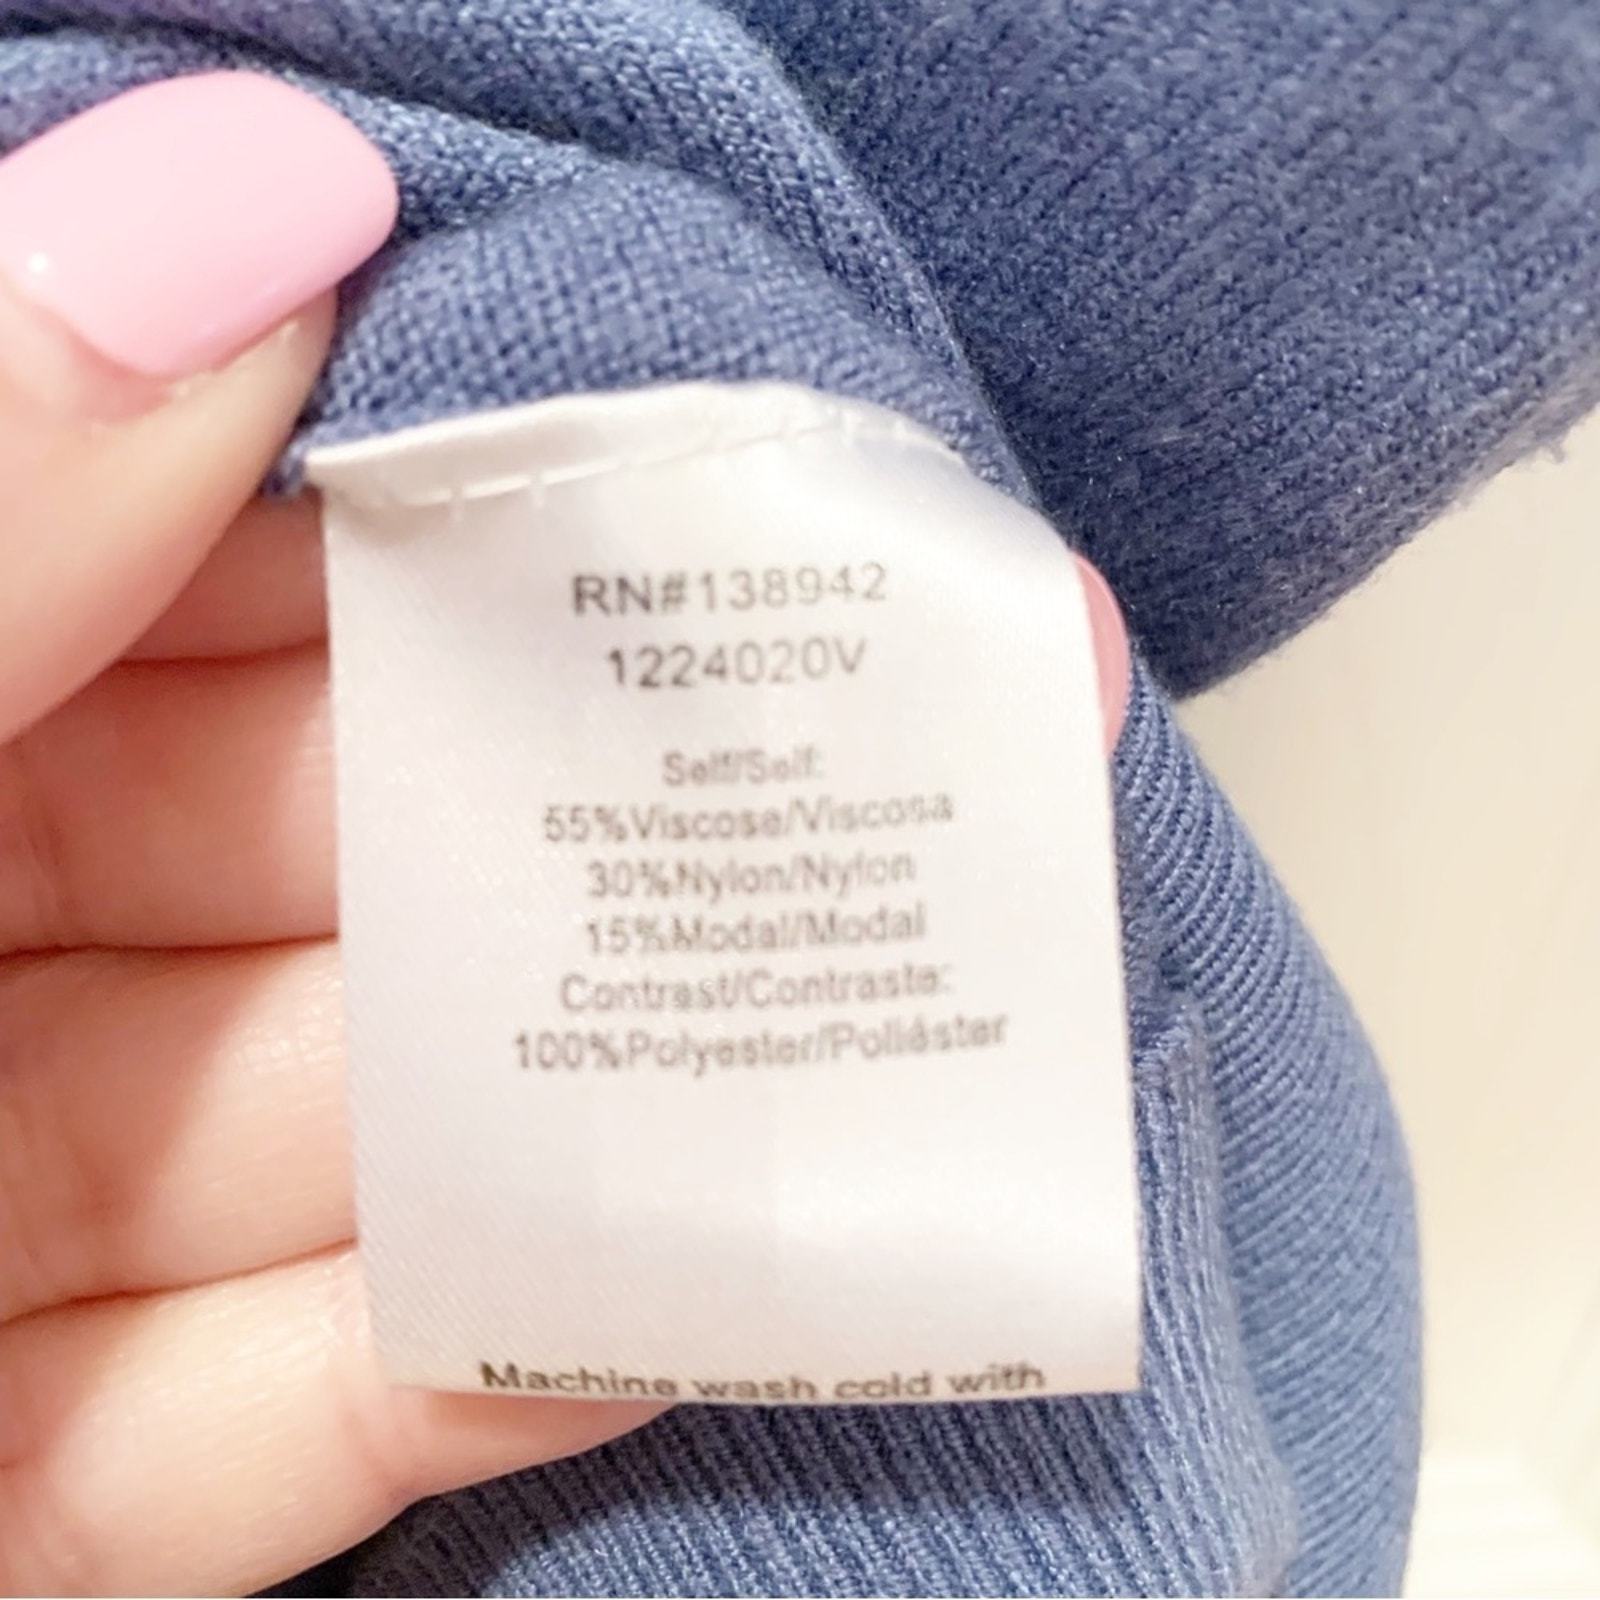 RN#138942
1224020V
Self/Self:
55%Viscose/Viscosa
30%Nylon/Nylon
15%Modal/Modal
Contrast/Contraste:
100%Polyester/Poliéster
Machine wash cold with